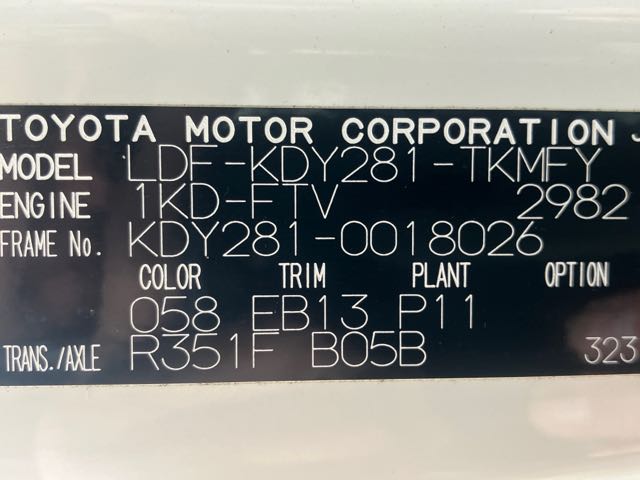 TOYOTA MOTOR CORPORATION J
MODEL LDF-KDY281-TKMFY
ENGINE 1KD-FTV 2982
FRAME No. KDY281-0018026
COLOR TRIM PLANT OPTION
058 EB13 P11
TRANS./AXLE R351F B05B 323